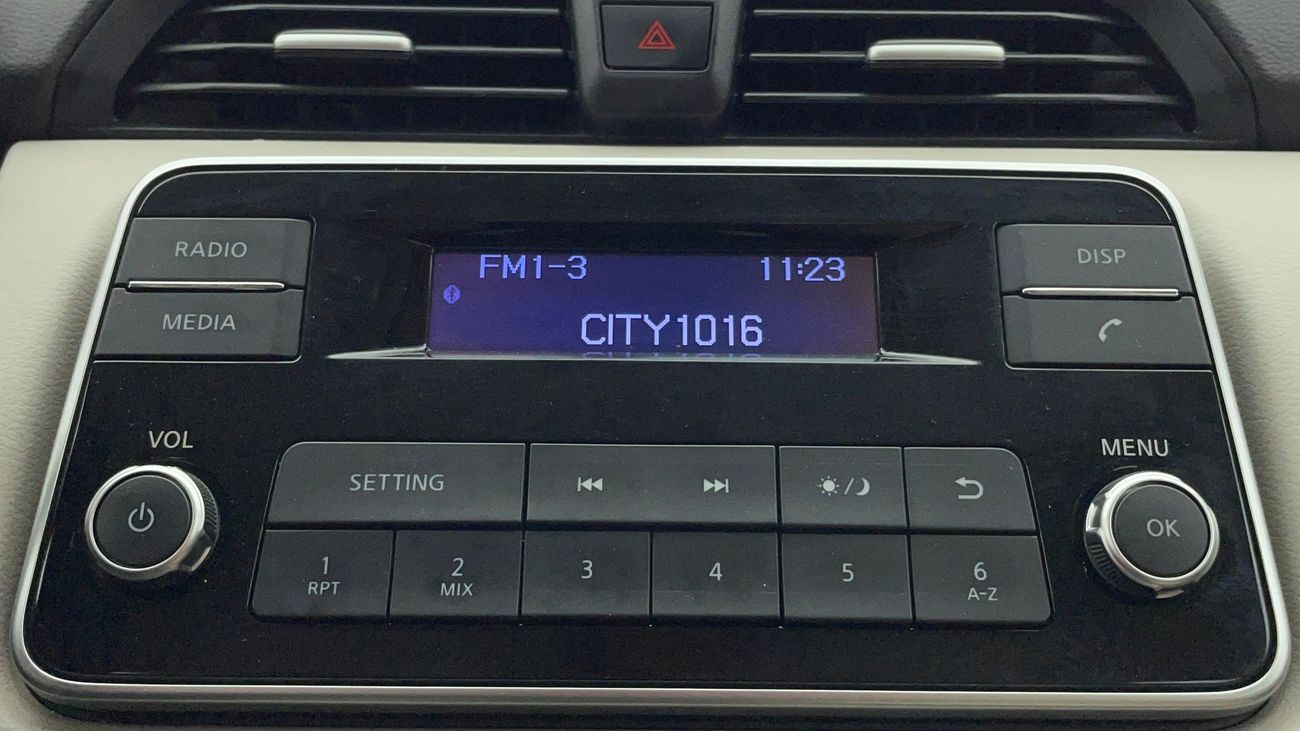 RADIO
MEDIA
FM1-3 11:23
CITY1016
DISP
VOL
MENU
SETTING
OK
1
RPT
2
MIX
3
4
5
6
A-Z